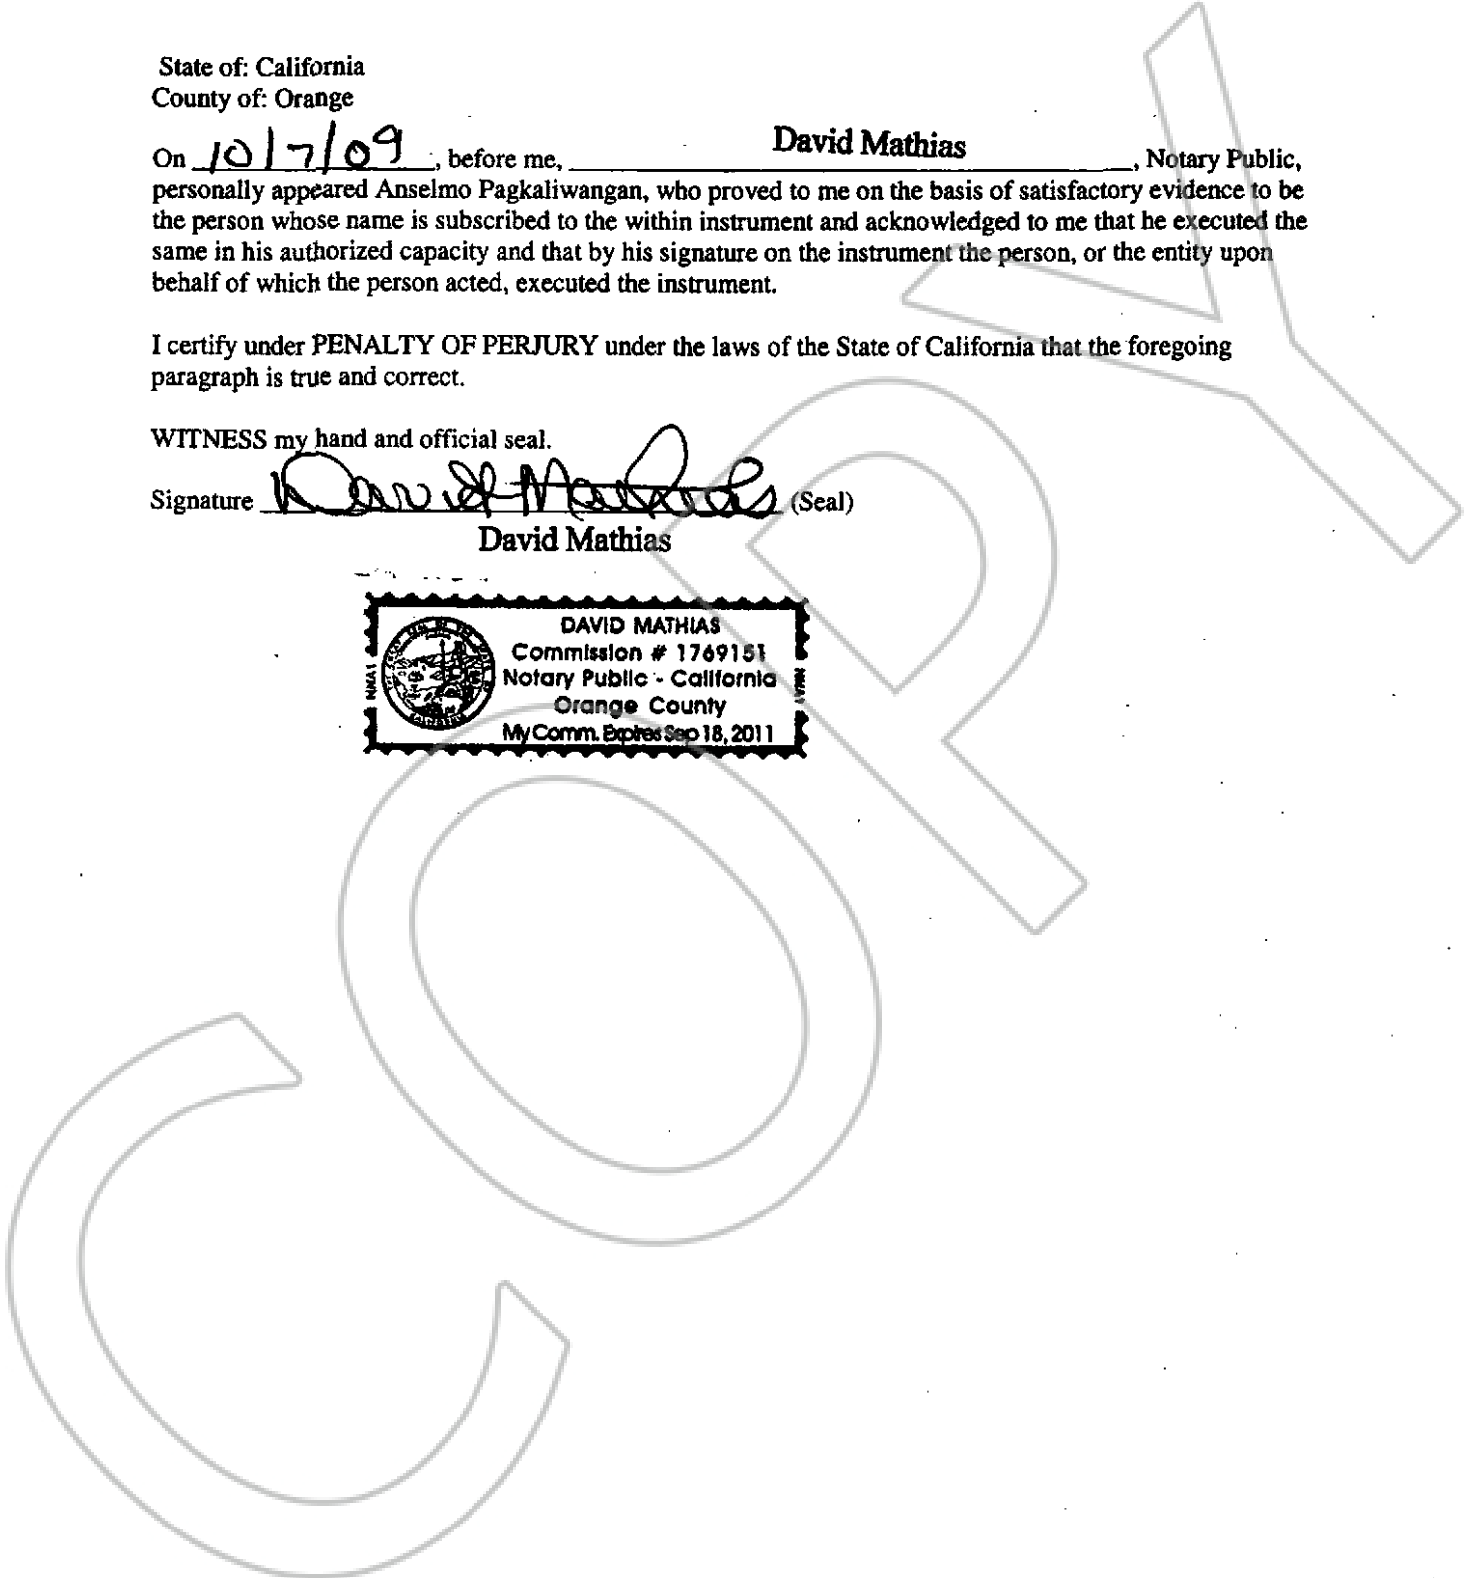 State of: California
County of: Orange
On 10/7/09, before me, David Mathias, Notary Public,
personally appeared Anselmo Pagkaliwangan, who proved to me on the basis of satisfactory evidence to be
the person whose name is subscribed to the within instrument and acknowledged to me that he executed the
same in his authorized capacity and that by his signature on the instrument the person, or the entity upon
behalf of which the person acted, executed the instrument.
I certify under PENALTY OF PERJURY under the laws of the State of California that the foregoing
paragraph is true and correct.
WITNESS my hand and official seal.
Signature David Mathias (Seal)
David Mathias
DAVID MATHIAS
Commission # 1769151
Notary Public - California
Orange County
My Comm. Expires Sep 18, 2011
NNA1
NNA1
COPY